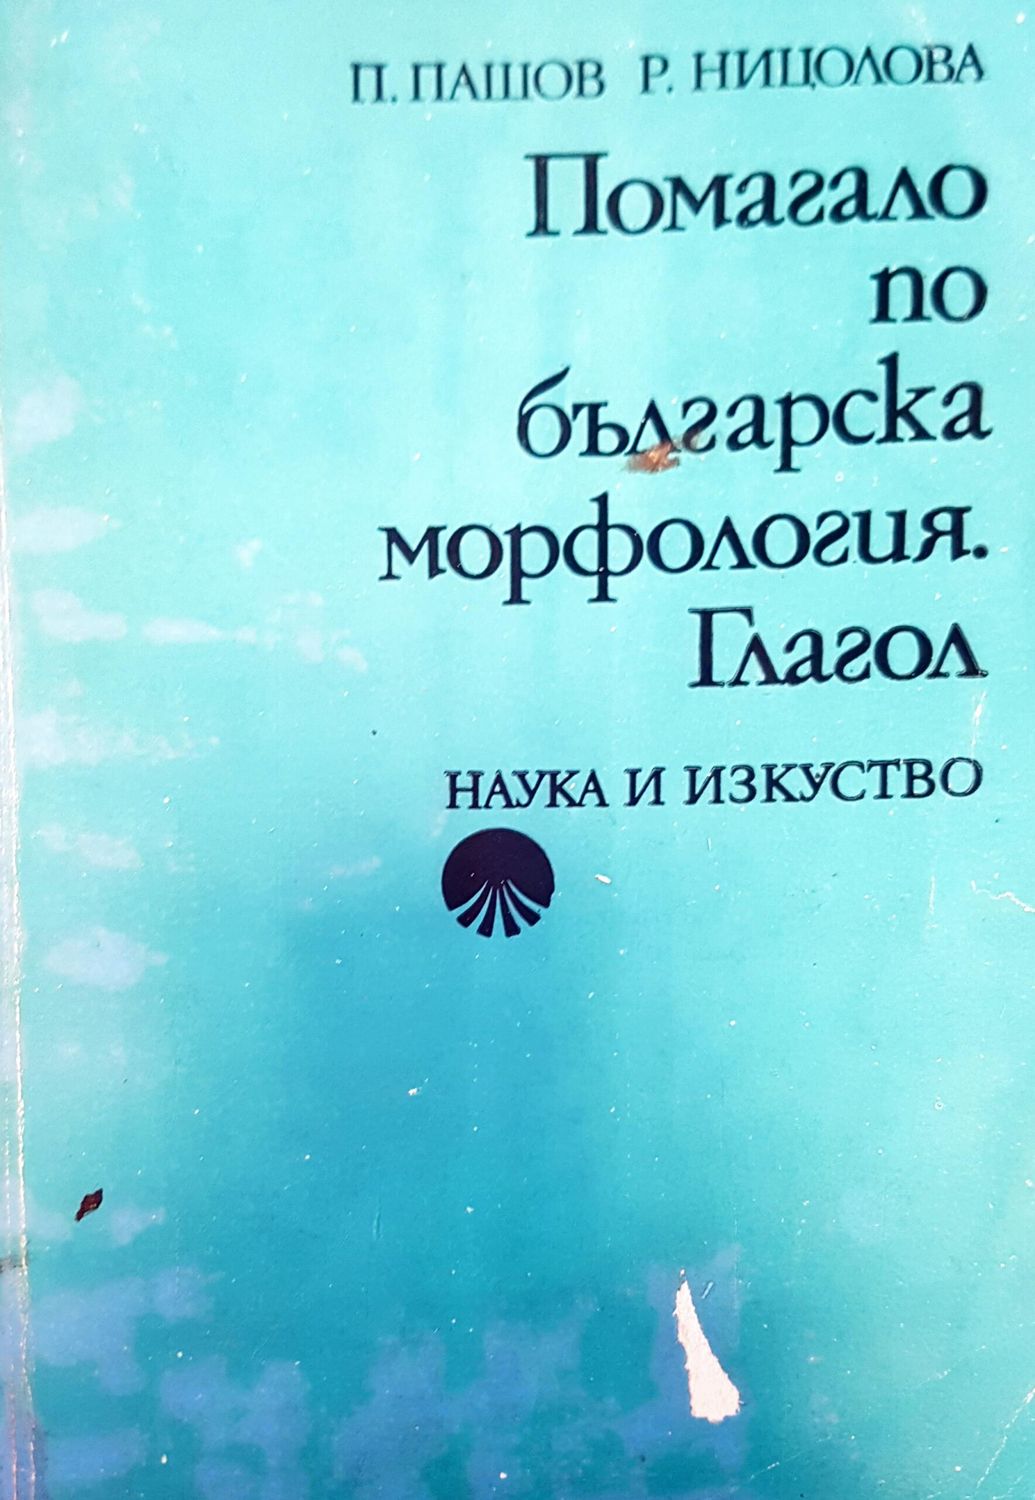 П. ПАШОВ Р. НИЦОЛОВА
Помагало
по
българска
морфология.
Глагол
НАУКА И ИЗКУСТВО